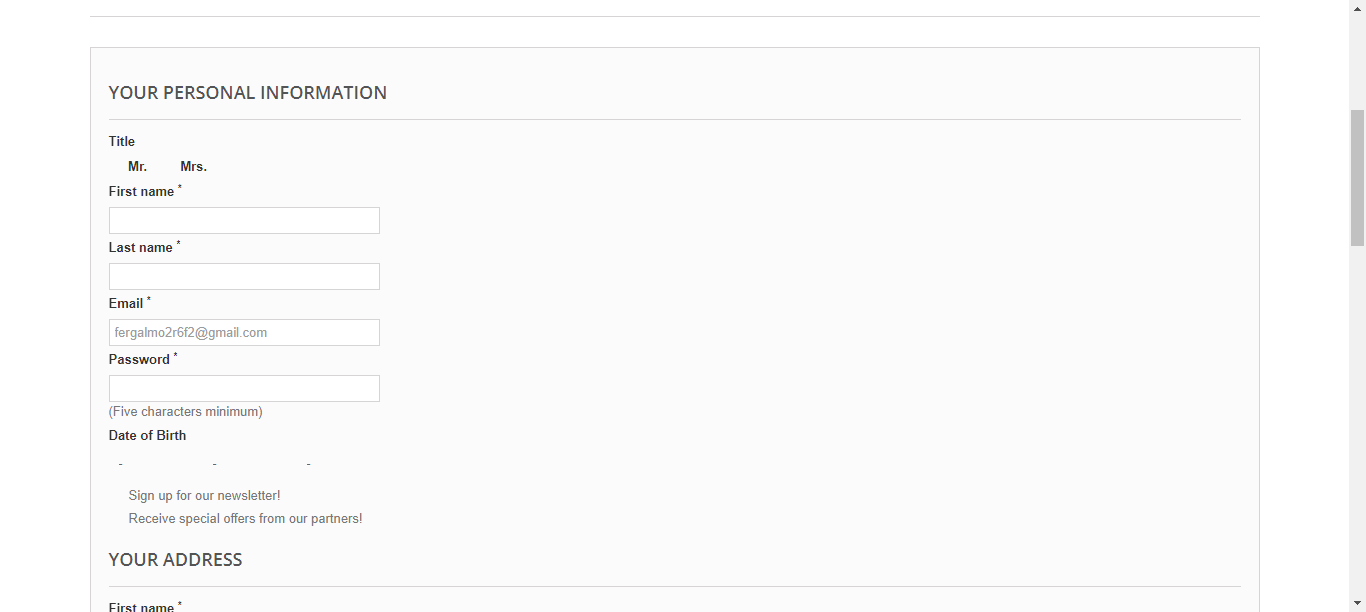 YOUR PERSONAL INFORMATION
Title
Mr. Mrs.
First name *
Last name *
Email *
fergalmo2r6f2@gmail.com
Password *
(Five characters minimum)
Date of Birth
- - -
Sign up for our newsletter!
Receive special offers from our partners!
YOUR ADDRESS
First name *